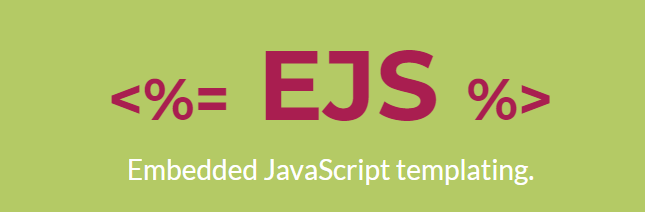 <%= EJS %>
Embedded JavaScript templating.